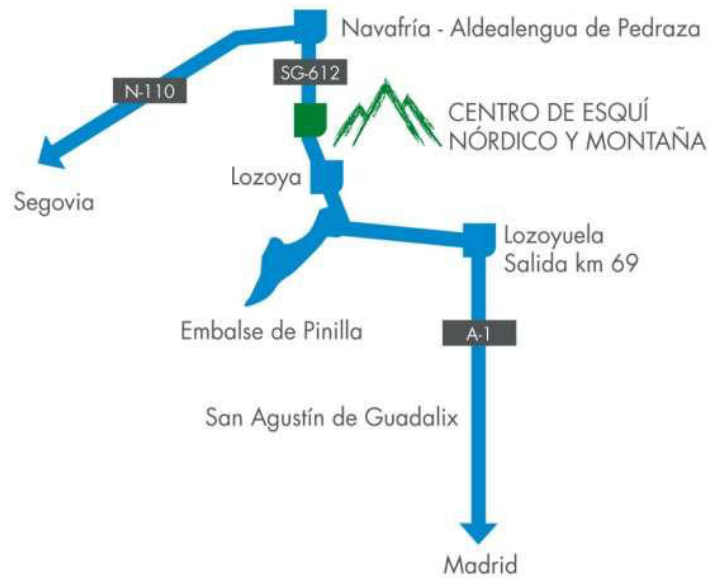 Navafría - Aldealengua de Pedraza
SG-612
N-110
CENTRO DE ESQUÍ
NÓRDICO Y MONTAÑA
Lozoya
Segovia
Lozoyuela
Salida km 69
Embalse de Pinilla
A-1
San Agustín de Guadalix
Madrid